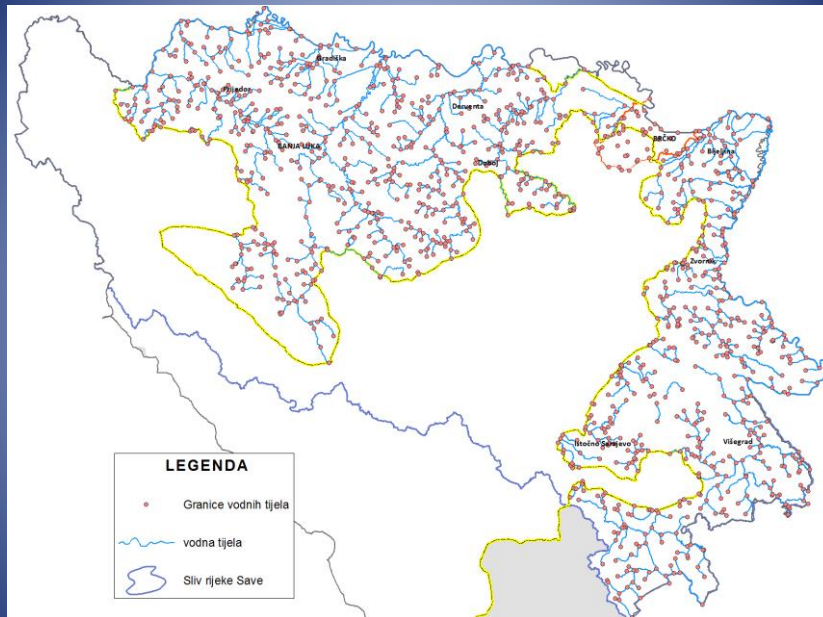 Gradiška
Prijedor
Derventa
BANJA LUKA
BRČKO
Bijeljina
Doboj
Zvornik
Istočno Sarajevo
Višegrad
LEGENDA
Granice vodnih tijela
vodna tijela
Sliv rijeke Save